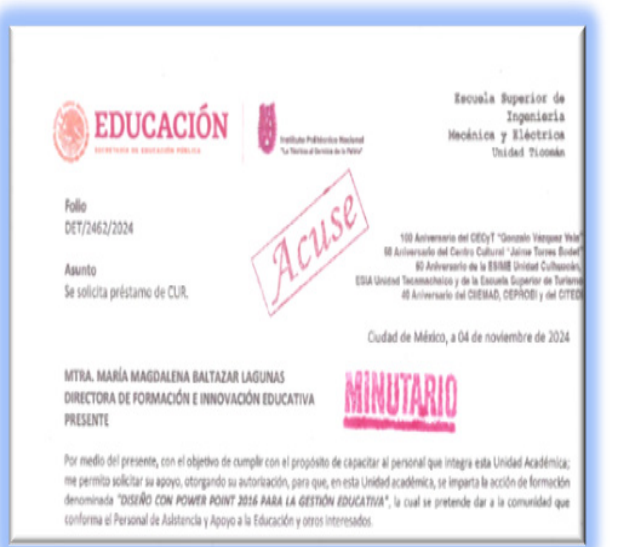 EDUCACIÓN
SECRETARÍA DE EDUCACIÓN PÚBLICA
Instituto Politécnico Nacional
"La Técnica al Servicio de la Patria"
Escuela Superior de
Ingeniería
Mecánica y Eléctrica
Unidad Ticomán
Folio
DET/2462/2024
Acuse
Asunto
Se solicita préstamo de CUR.
100 Aniversario del CECyT "Gonzalo Vázquez Vela"
60 Aniversario del Centro Cultural "Jaime Torres Bodet"
50 Aniversario de la ESIME Unidad Culhuacán,
ESIA Unidad Tecamachalco y de la Escuela Superior de Turismo
40 Aniversario del CIIEMAD, CEPROBI y del CITEDI
Ciudad de México, a 04 de noviembre de 2024
MTRA. MARÍA MAGDALENA BALTAZAR LAGUNAS
DIRECTORA DE FORMACIÓN E INNOVACIÓN EDUCATIVA
PRESENTE
MINUTARIO
Por medio del presente, con el objetivo de cumplir con el propósito de capacitar al personal que integra esta Unidad Académica;
me permito solicitar su apoyo, otorgando su autorización, para que, en esta Unidad académica, se imparta la acción de formación
denominada "DISEÑO CON POWER POINT 2016 PARA LA GESTIÓN EDUCATIVA", la cual se pretende dar a la comunidad que
conforma el Personal de Asistencia y Apoyo a la Educación y otros interesados.